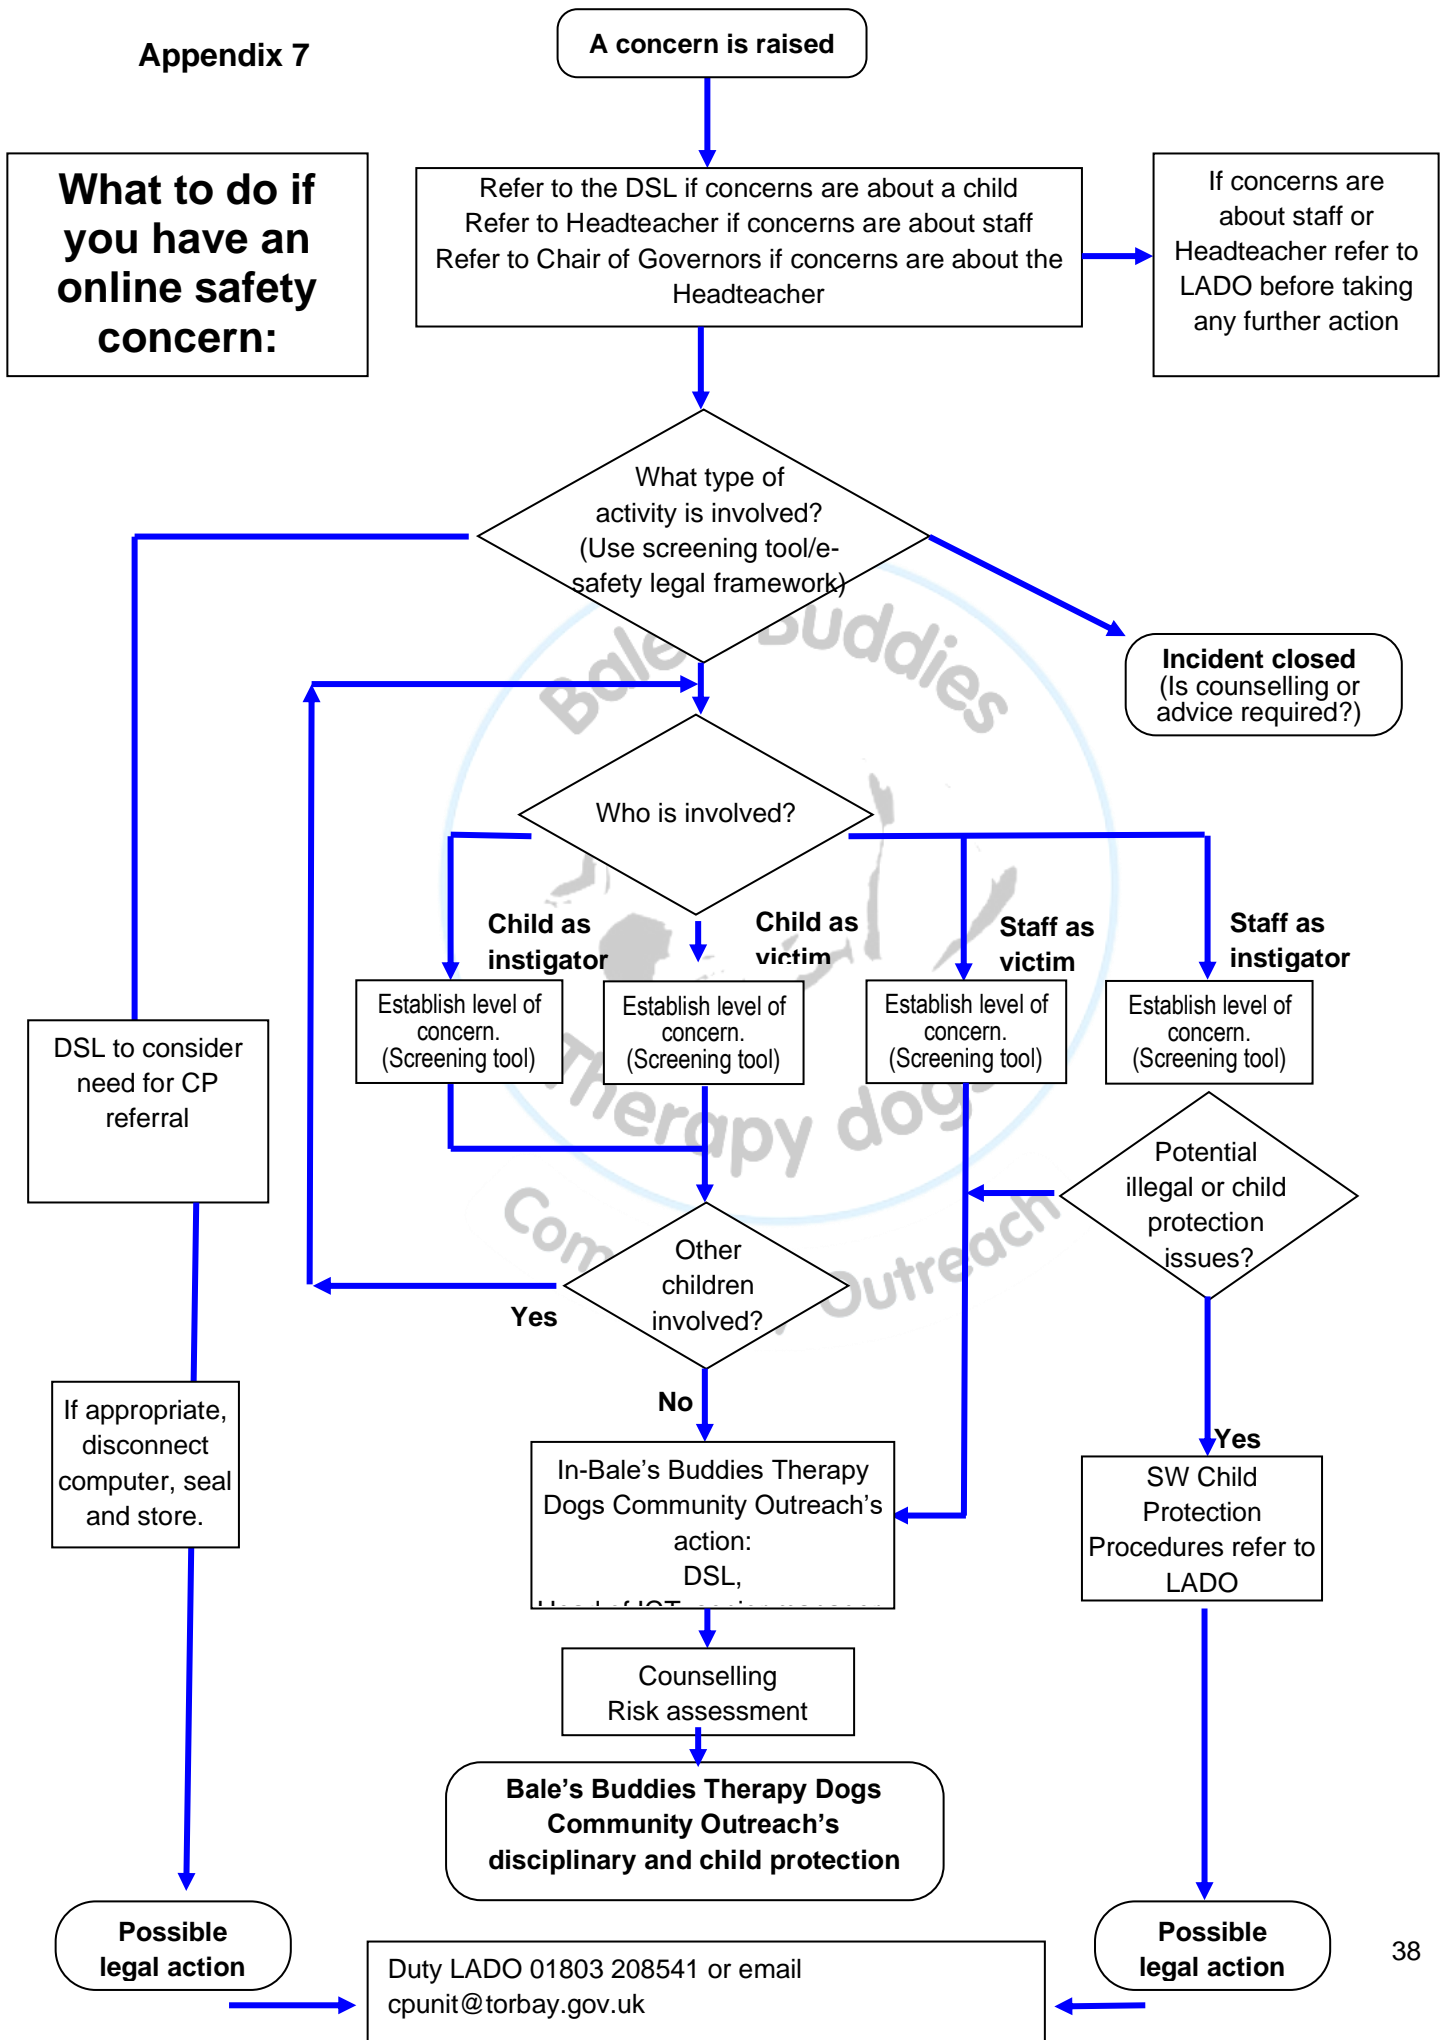 Appendix 7
A concern is raised
What to do if
you have an
online safety
concern:
Refer to the DSL if concerns are about a child
Refer to Headteacher if concerns are about staff
Refer to Chair of Governors if concerns are about the
Headteacher
If concerns are
about staff or
Headteacher refer to
LADO before taking
any further action
What type of
activity is involved?
(Use screening tool/e-
safety legal framework)
Incident closed
(Is counselling or
advice required?)
Who is involved?
Child as
instigator
Child as
victim
Staff as
victim
Staff as
instigator
Establish level of
concern.
(Screening tool)
Establish level of
concern.
(Screening tool)
Establish level of
concern.
(Screening tool)
Establish level of
concern.
(Screening tool)
DSL to consider
need for CP
referral
Potential
illegal or child
protection
issues?
Other
children
involved?
Yes
No
Yes
If appropriate,
disconnect
computer, seal
and store.
In-Bale’s Buddies Therapy
Dogs Community Outreach’s
action:
DSL,
SW Child
Protection
Procedures refer to
LADO
Counselling
Risk assessment
Bale’s Buddies Therapy Dogs
Community Outreach’s
disciplinary and child protection
Possible
legal action
Possible
legal action
Duty LADO 01803 208541 or email
cpunit@torbay.gov.uk
38
Buddies
Therapy dogs
Outreach